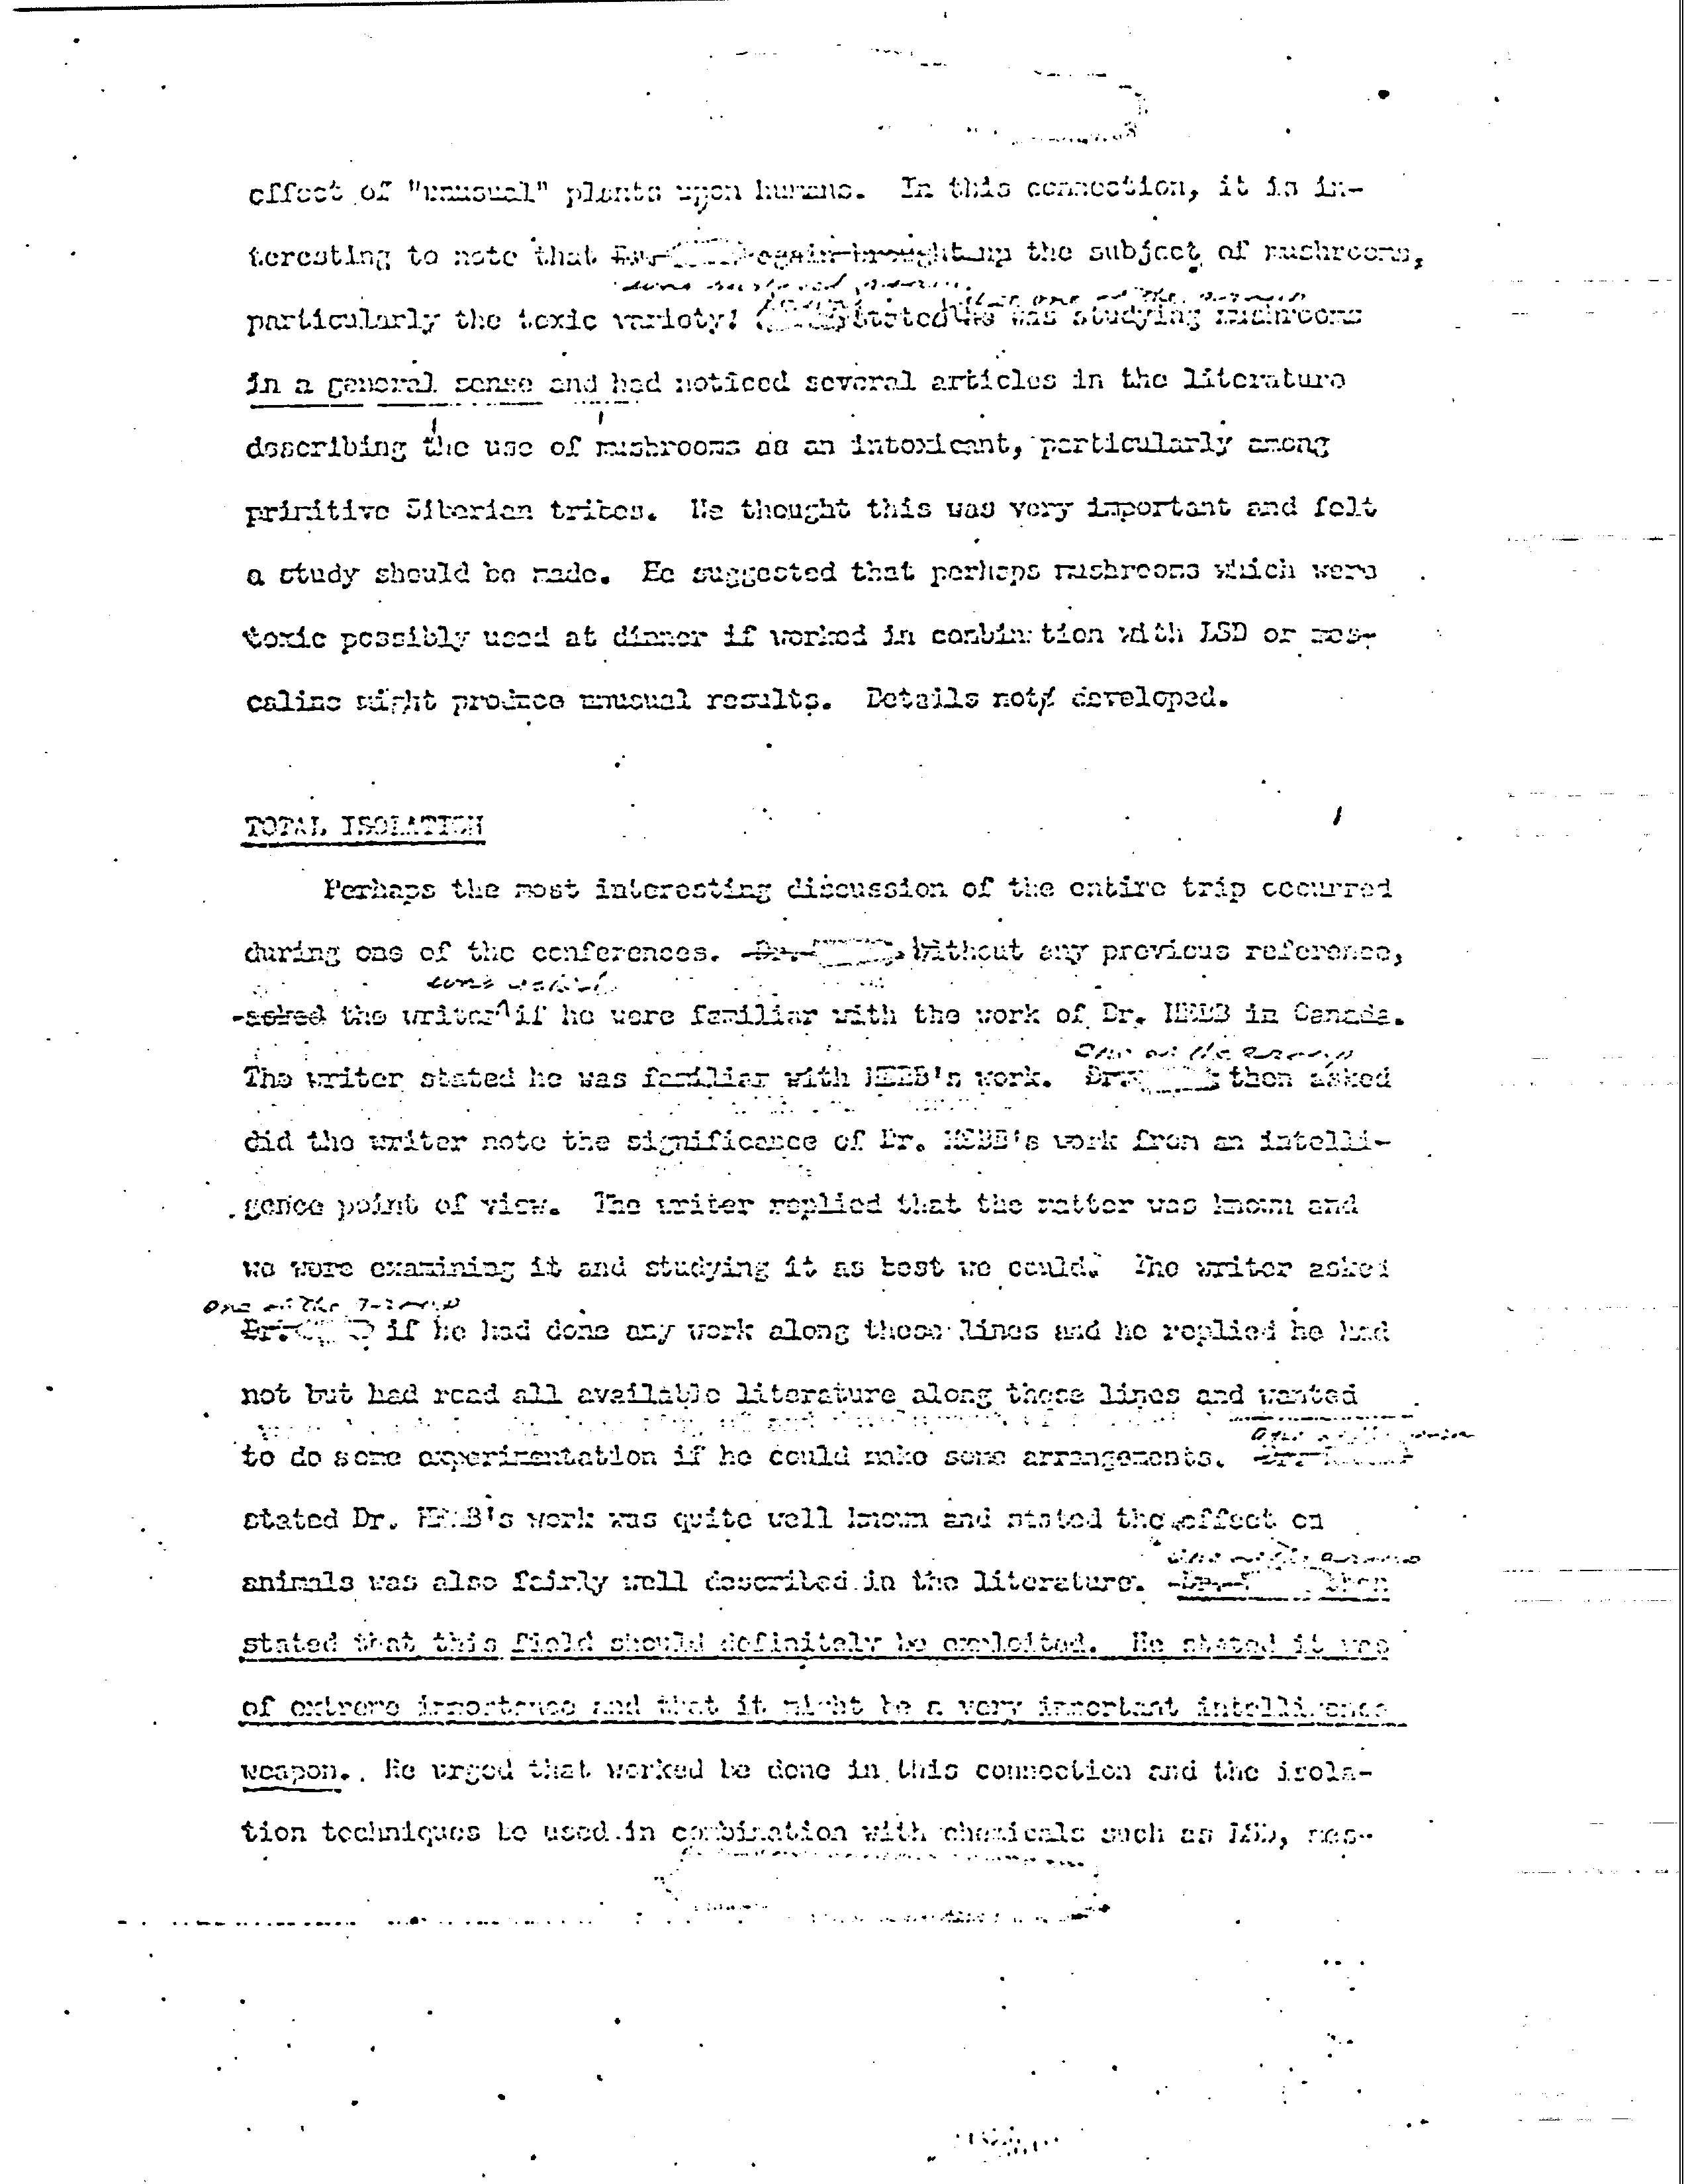 effect of "unusual" plants upon humans. In this connection, it is in-
teresting to note that again brought up the subject of mushrooms,
particularly the toxic variety! stated he was studying mushrooms
in a general sense and had noticed several articles in the literature
describing the use of mushrooms as an intoxicant, particularly among
primitive Siberian tribes. He thought this was very important and felt
a study should be made. He suggested that perhaps mushrooms which were
toxic possibly used at dinner if worked in combination with LSD or mes-
caline might produce unusual results. Details not developed.
TOTAL ISOLATION
Perhaps the most interesting discussion of the entire trip occurred
during one of the conferences. Dr. Without any previous reference,
asked the writer if he were familiar with the work of Dr. HEBB in Canada.
one of the
The writer stated he was familiar with HEBB's work. Dr. then asked
did the writer note the significance of Dr. HEBB's work from an intelli-
gence point of view. The writer replied that the matter was known and
we were examining it and studying it as best we could. The writer asked
one of the
Dr. if he had done any work along these lines and he replied he had
not but had read all available literature along these lines and wanted
to do some experimentation if he could make some arrangements. Dr.
stated Dr. HEBB's work was quite well known and stated the effect on
animals was also fairly well described in the literature. Dr. then
stated that this field should definitely be exploited. He stated it was
of extreme importance and that it might be a very important intelligence
weapon. He urged that worked be done in this connection and the isola-
tion techniques be used in combination with chemicals such as LSD, mes-